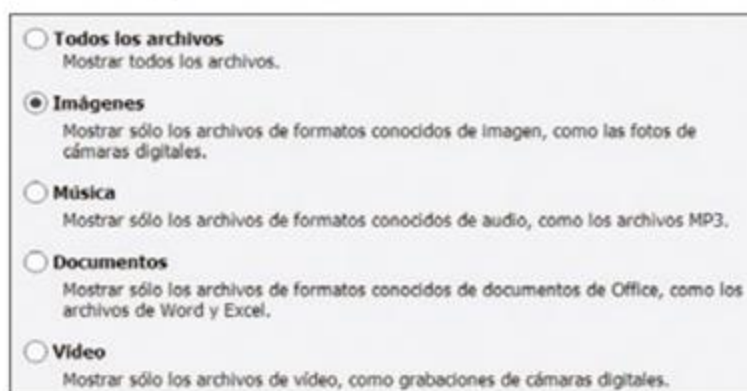 Todos los archivos
Mostrar todos los archivos.
Imágenes
Mostrar sólo los archivos de formatos conocidos de imagen, como las fotos de
cámaras digitales.
Música
Mostrar sólo los archivos de formatos conocidos de audio, como los archivos MP3.
Documentos
Mostrar sólo los archivos de formatos conocidos de documentos de Office, como los
archivos de Word y Excel.
Vídeo
Mostrar sólo los archivos de vídeo, como grabaciones de cámaras digitales.